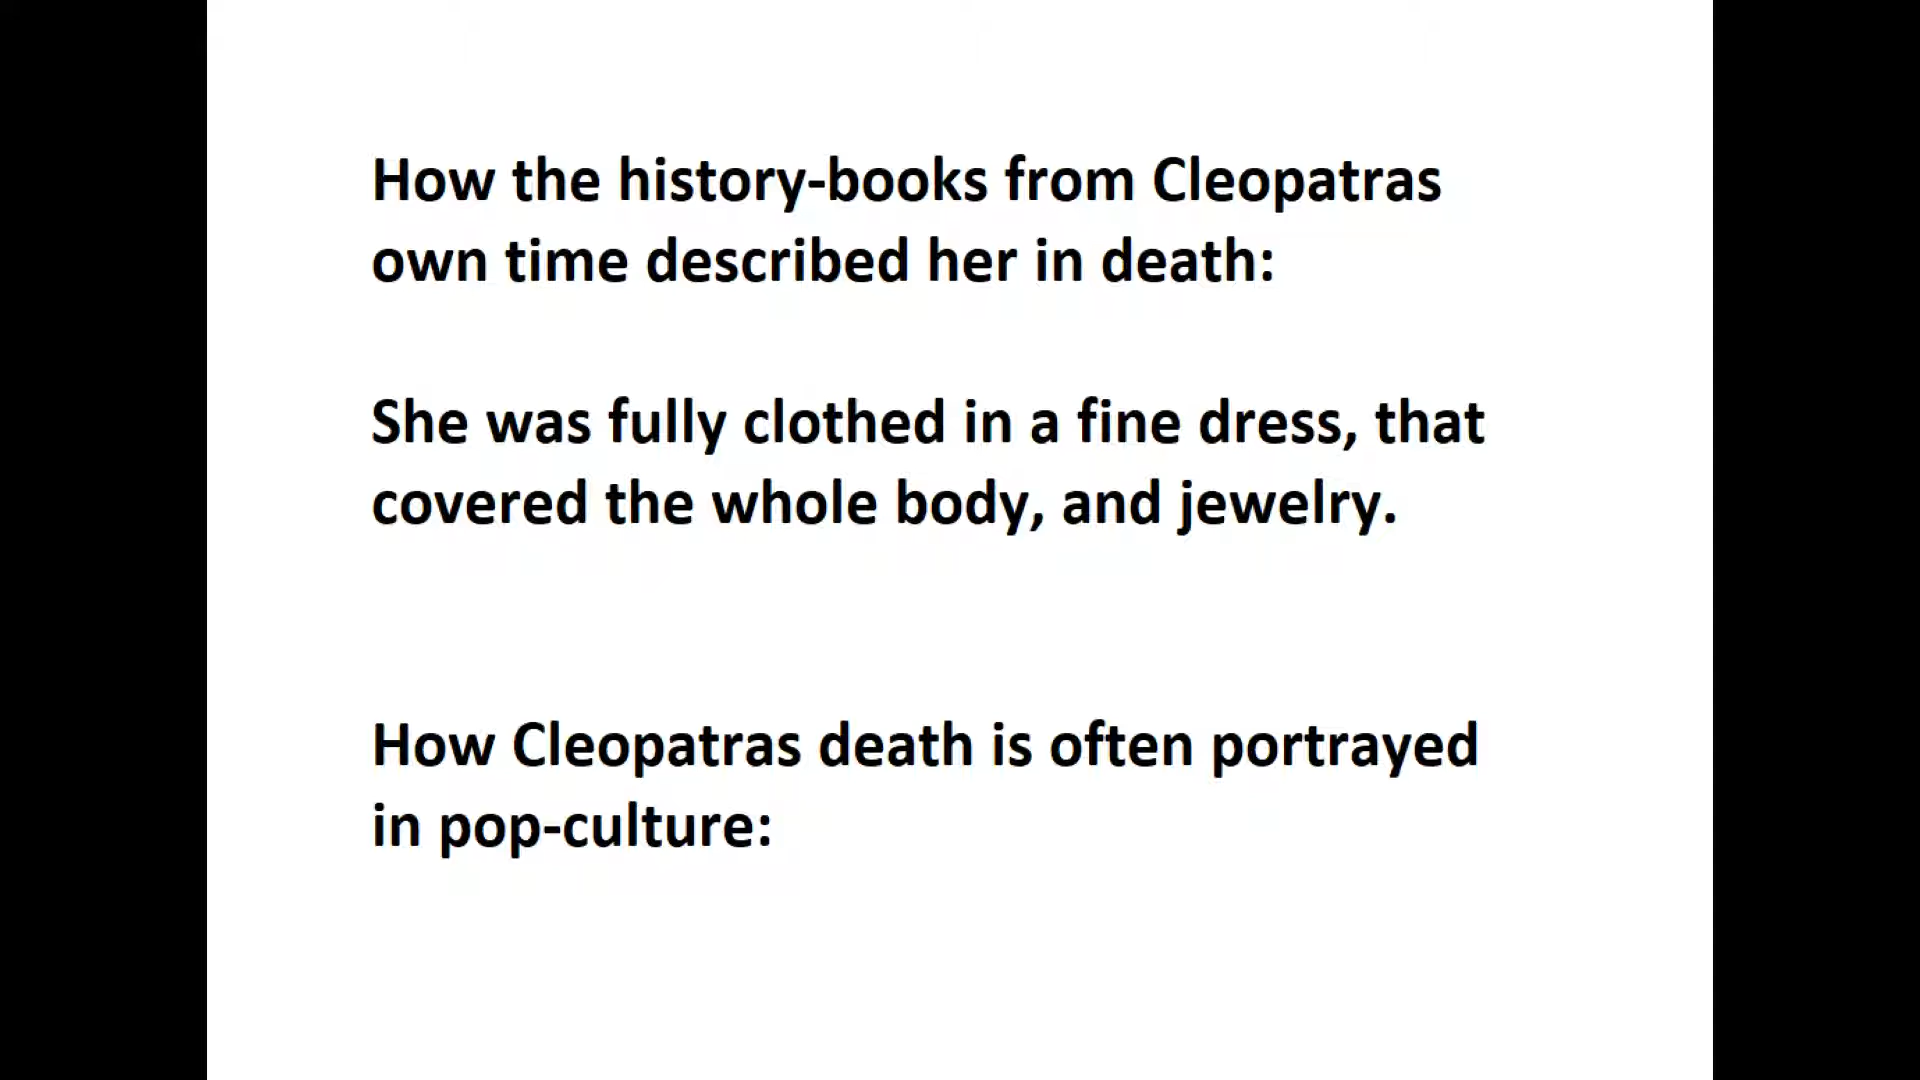 How the history-books from Cleopatras
own time described her in death:
She was fully clothed in a fine dress, that
covered the whole body, and jewelry.
How Cleopatras death is often portrayed
in pop-culture: